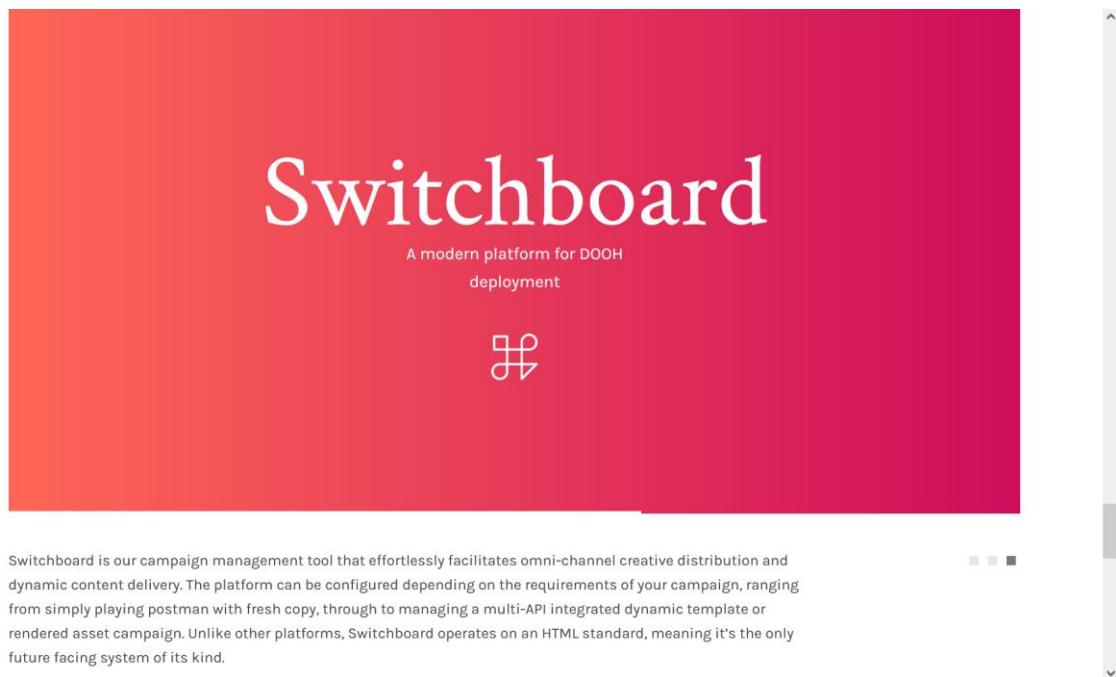 Switchboard
A modern platform for DOOH
deployment
Switchboard is our campaign management tool that effortlessly facilitates omni-channel creative distribution and
dynamic content delivery. The platform can be configured depending on the requirements of your campaign, ranging
from simply playing postman with fresh copy, through to managing a multi-API integrated dynamic template or
rendered asset campaign. Unlike other platforms, Switchboard operates on an HTML standard, meaning it's the only
future facing system of its kind.